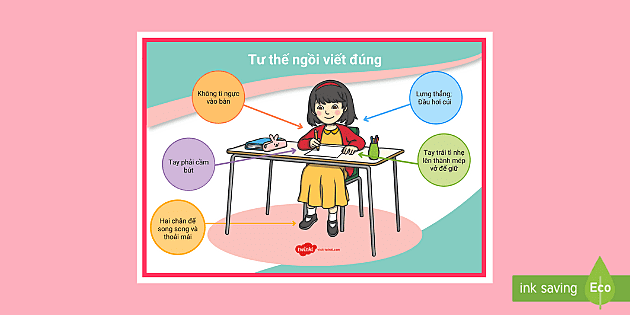 Tư thế ngồi viết đúng
Không tì ngực
vào bàn
Lưng thẳng,
Đầu hơi cúi
Tay phải cầm
bút
Tay trái tì nhẹ
lên thành mép
vở để giữ
Hai chân để
song song và
thoải mái
twinkl
ink saving
Eco